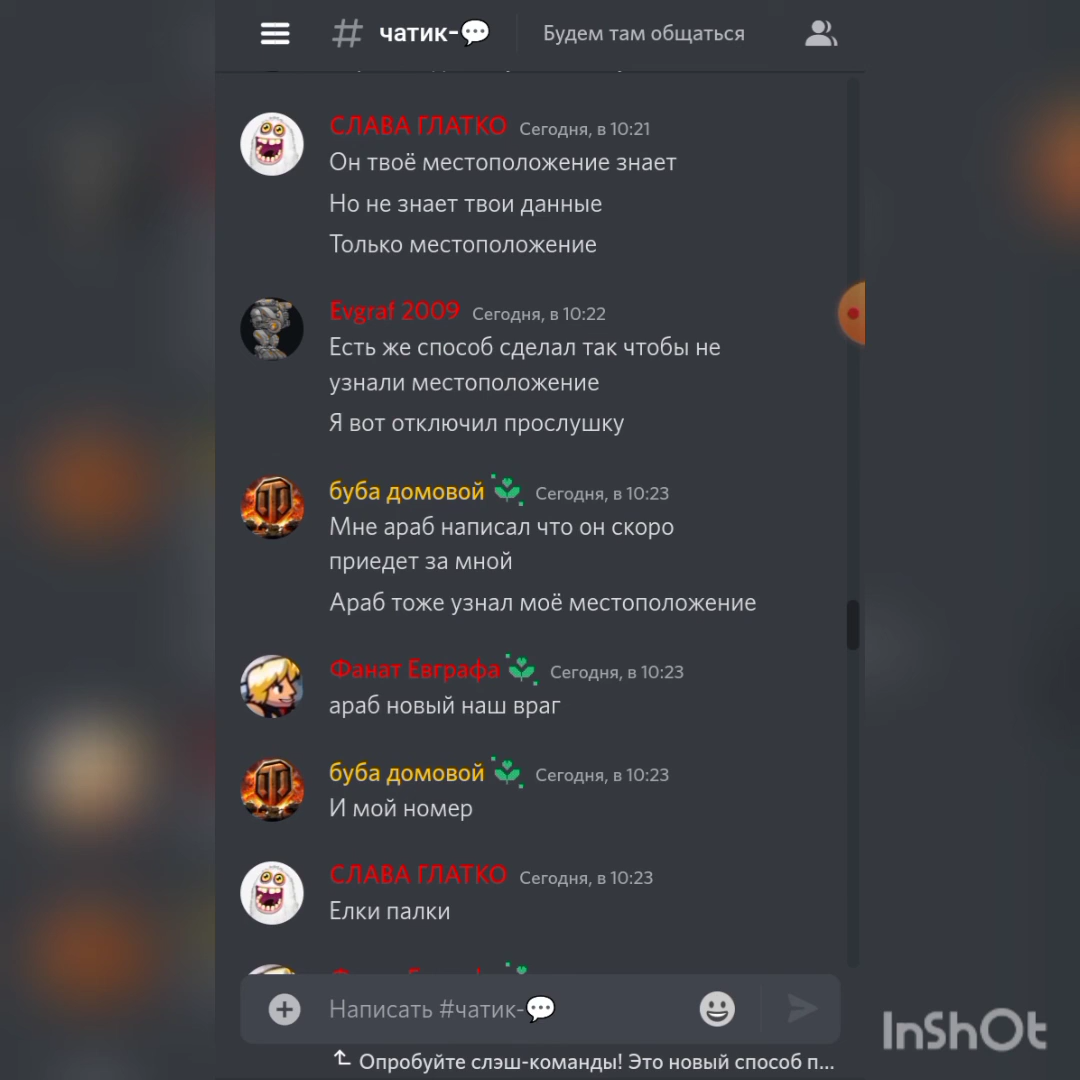 # чатик-💬 Будем там общаться
СЛАВА ГЛАТКО Сегодня, в 10:21
Он твоё местоположение знает
Но не знает твои данные
Только местоположение
Evgraf 2009 Сегодня, в 10:22
Есть же способ сделал так чтобы не
узнали местоположение
Я вот отключил прослушку
буба домовой Сегодня, в 10:23
Мне араб написал что он скоро
приедет за мной
Араб тоже узнал моё местоположение
Фанат Евграфа Сегодня, в 10:23
араб новый наш враг
буба домовой Сегодня, в 10:23
И мой номер
СЛАВА ГЛАТКО Сегодня, в 10:23
Елки палки
Написать #чатик-💬
Опробуйте слэш-команды! Это новый способ п...
InShOt